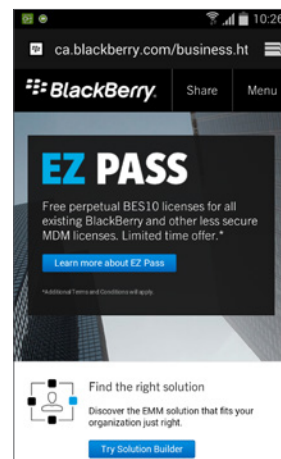 10:26
ca.blackberry.com/business.ht
BlackBerry.
Share
Menu
EZ PASS
Free perpetual BES10 licenses for all
existing BlackBerry and other less secure
MDM licenses. Limited time offer.*
Learn more about EZ Pass
*Additional Terms and Conditions will apply.
Find the right solution
Discover the EMM solution that fits your
organization just right.
Try Solution Builder